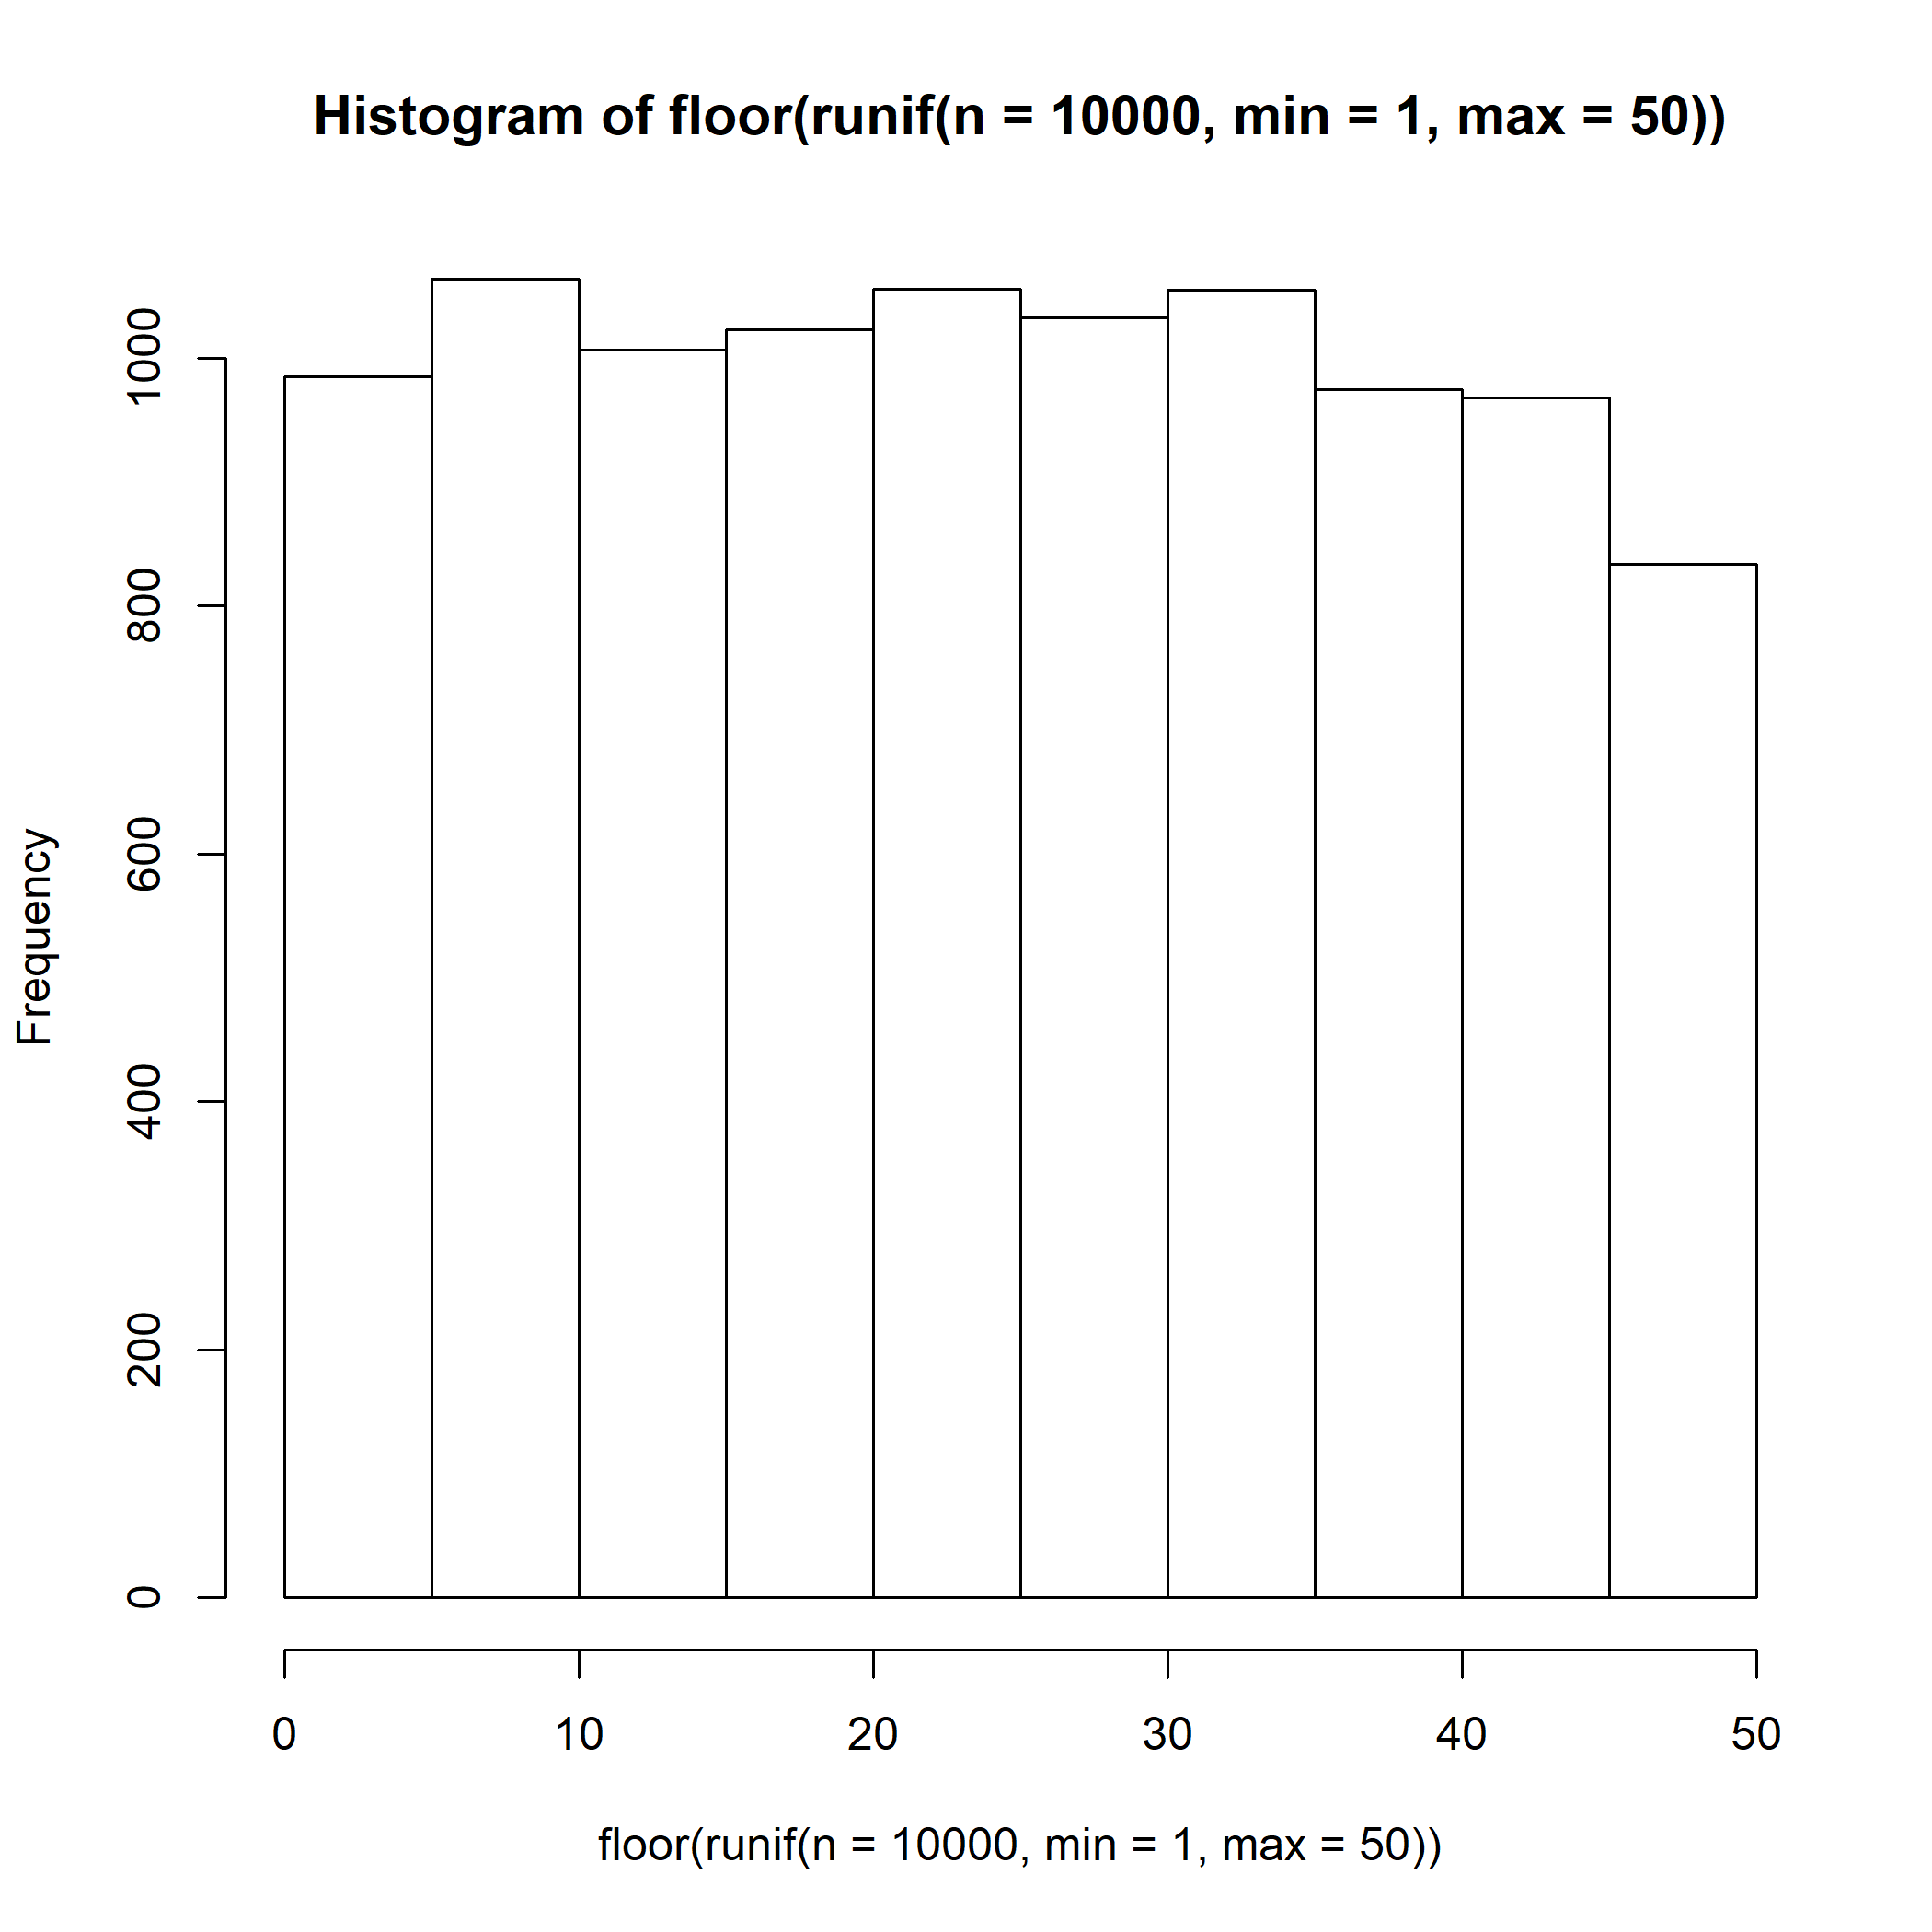 Histogram of floor(runif(n = 10000, min = 1, max = 50))
Frequency
1000
800
600
400
200
0
0 10 20 30 40 50
floor(runif(n = 10000, min = 1, max = 50))